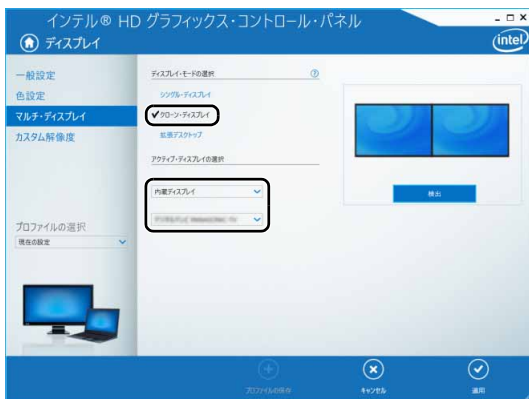 インテル® HD グラフィックス・コントロール・パネル
ディスプレイ
intel
一般設定
色設定
マルチ・ディスプレイ
カスタム解像度
プロファイルの選択
現在の設定
ディスプレイ・モードの選択
シングル・ディスプレイ
クローン・ディスプレイ
拡張デスクトップ
アクティブ・ディスプレイの選択
内蔵ディスプレイ
検出
プロファイルの保存
キャンセル
適用